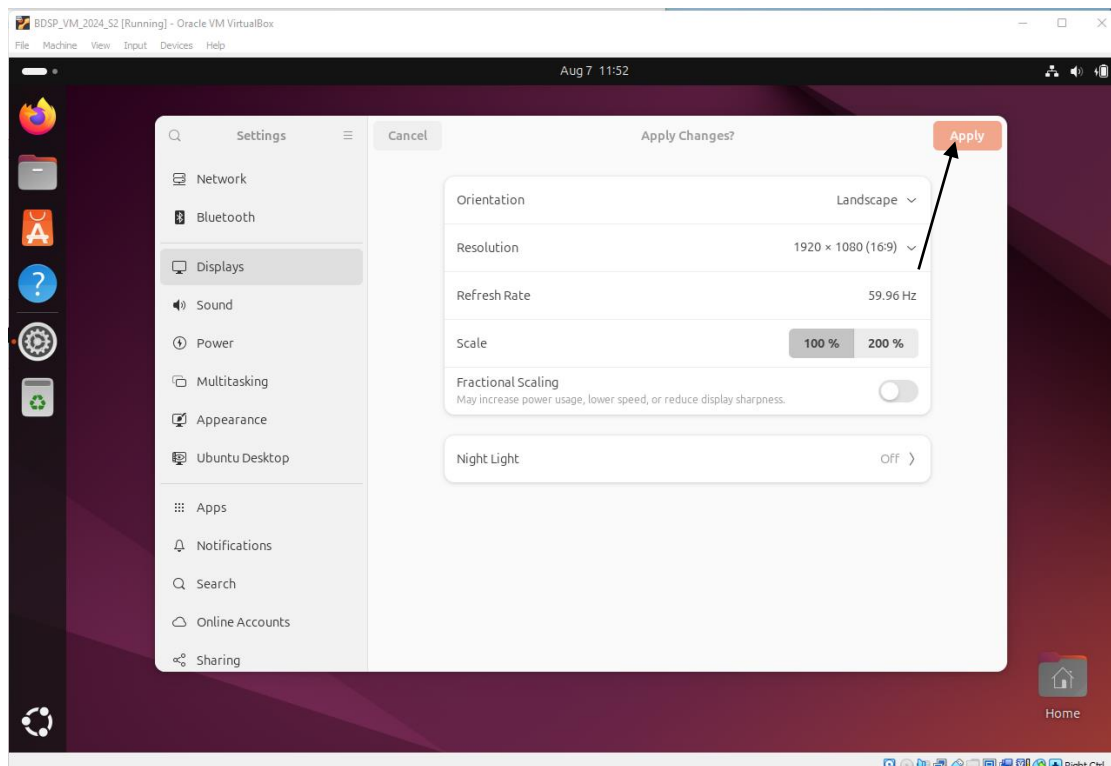 BDSP_VM_2024_S2 [Running] - Oracle VM VirtualBox
File Machine View Input Devices Help
Aug 7 11:52
Settings
Cancel
Apply Changes?
Apply
Network
Bluetooth
Displays
Sound
Power
Multitasking
Appearance
Ubuntu Desktop
Apps
Notifications
Search
Online Accounts
Sharing
Orientation Landscape
Resolution 1920 × 1080 (16:9)
Refresh Rate 59.96 Hz
Scale 100 % 200 %
Fractional Scaling
May increase power usage, lower speed, or reduce display sharpness.
Night Light Off
Home
Right Ctrl